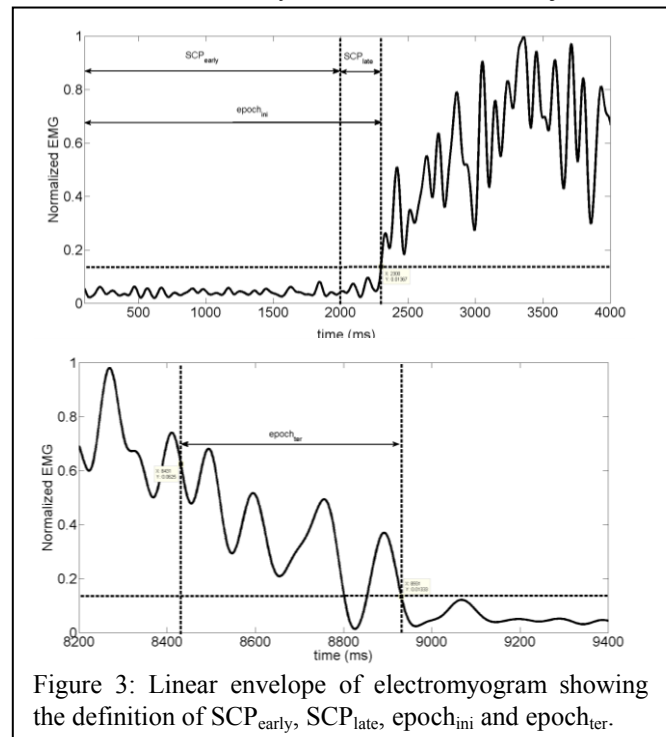 SCPearly
SCPlate
epochini
Normalized EMG
1
0.8
0.6
0.4
0.2
0
500
1000
1500
2000
2500
3000
3500
4000
time (ms)
epochter
Normalized EMG
1
0.8
0.6
0.4
0.2
0
8200
8400
8600
8800
9000
9200
9400
time (ms)
Figure 3: Linear envelope of electromyogram showing
the definition of SCPearly, SCPlate, epochini and epochter.